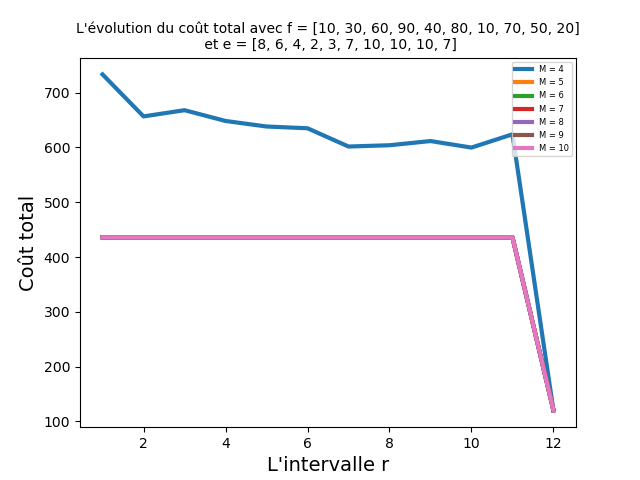 L'évolution du coût total avec f = [10, 30, 60, 90, 40, 80, 10, 70, 50, 20]
et e = [8, 6, 4, 2, 3, 7, 10, 10, 10, 7]
M = 4
M = 5
M = 6
M = 7
M = 8
M = 9
M = 10
700
600
500
400
300
200
100
Coût total
2 4 6 8 10 12
L'intervalle r